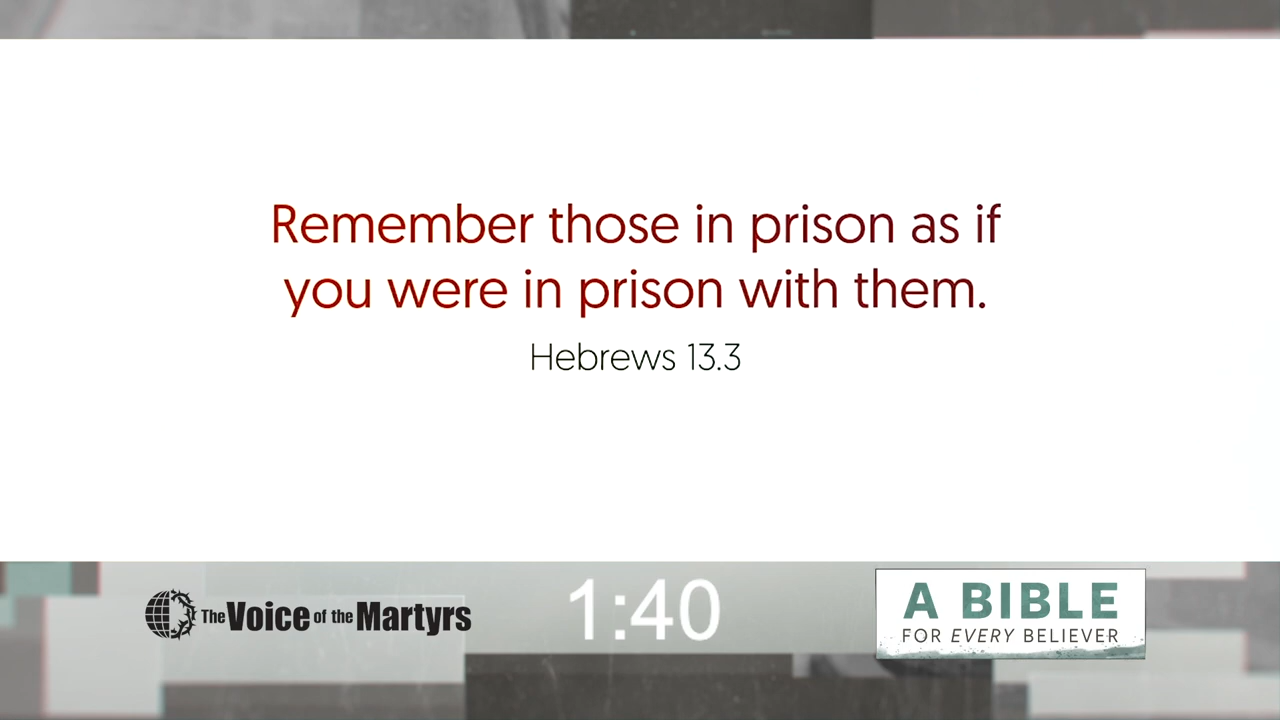 Remember those in prison as if
you were in prison with them.
Hebrews 13.3
The Voice of the Martyrs
1:40
A BIBLE
FOR EVERY BELIEVER